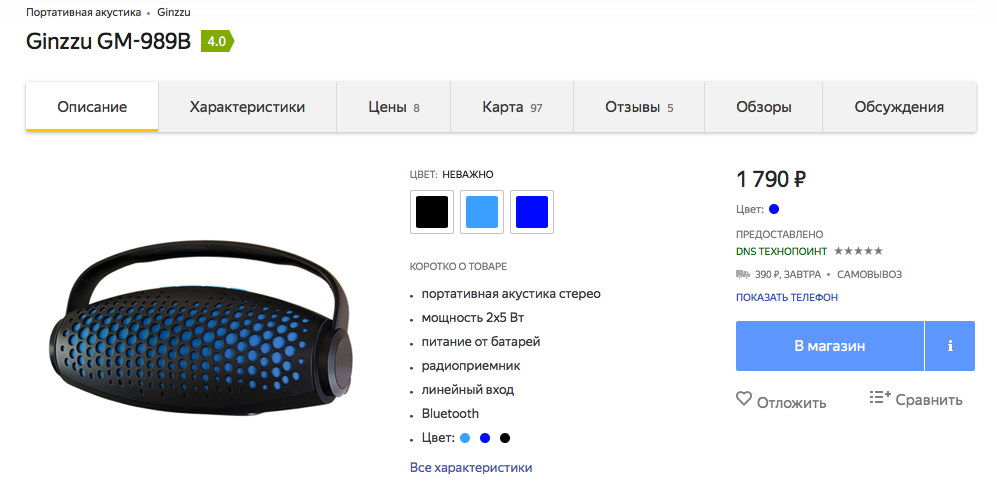 Портативная акустика • Ginzzu
Ginzzu GM-989B 4.0
Описание Характеристики Цены 8 Карта 97 Отзывы 5 Обзоры Обсуждения
ЦВЕТ: НЕВАЖНО
КОРОТКО О ТОВАРЕ
• портативная акустика стерео
• мощность 2x5 Вт
• питание от батарей
• радиоприемник
• линейный вход
• Bluetooth
• Цвет:
Все характеристики
1 790 ₽
Цвет:
ПРЕДОСТАВЛЕНО
DNS ТЕХНОПОИНТ ★★★★★
390 ₽, ЗАВТРА • САМОВЫВОЗ
ПОКАЗАТЬ ТЕЛЕФОН
В магазин i
Отложить Сравнить